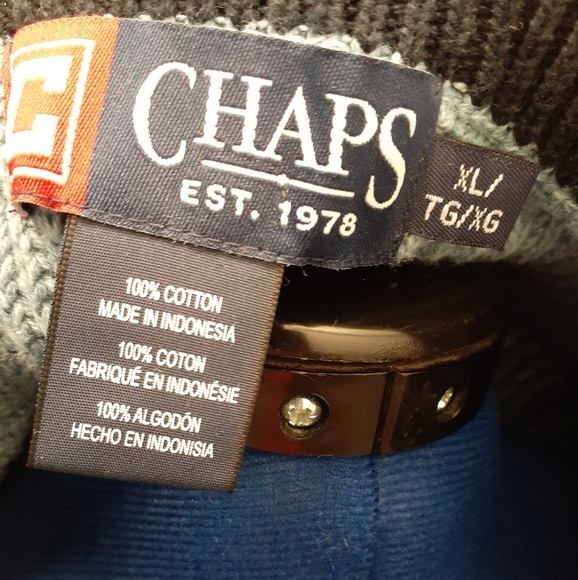 C
CHAPS
EST. 1978
XL/
TG/XG
100% COTTON
MADE IN INDONESIA
100% COTON
FABRIQUÉ EN INDONÉSIE
100% ALGODÓN
HECHO EN INDONISIA